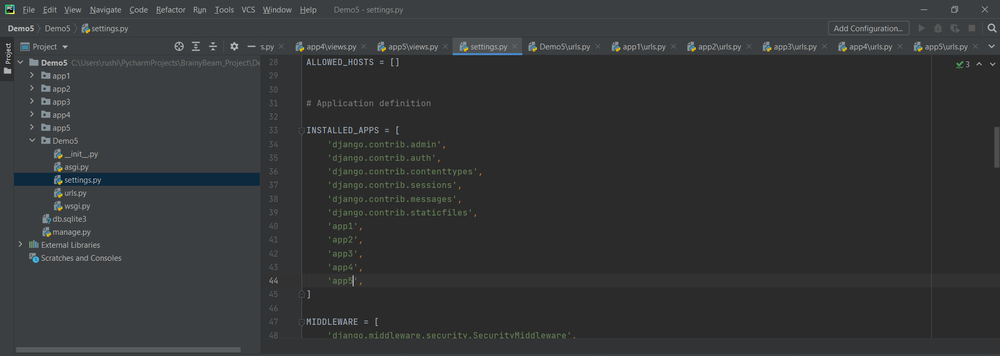 File Edit View Navigate Code Refactor Run Tools VCS Window Help Demo5 - settings.py
Demo5 Demo5 settings.py Add Configuration...
Project
Project s.py app4\views.py app5\views.py settings.py Demo5\urls.py app1\urls.py app2\urls.py app3\urls.py app4\urls.py app5\urls.py
Demo5 C:\Users\rushi\PycharmProjects\BrainyBeam_Project\De
app1
app2
app3
app4
app5
Demo5
__init__.py
asgi.py
settings.py
urls.py
wsgi.py
db.sqlite3
manage.py
External Libraries
Scratches and Consoles
28 ALLOWED_HOSTS = []
29
30
31 # Application definition
32
33 INSTALLED_APPS = [
34 'django.contrib.admin',
35 'django.contrib.auth',
36 'django.contrib.contenttypes',
37 'django.contrib.sessions',
38 'django.contrib.messages',
39 'django.contrib.staticfiles',
40 'app1',
41 'app2',
42 'app3',
43 'app4',
44 'app5',
45 ]
46
47 MIDDLEWARE = [
48 'django.middleware.security.SecurityMiddleware',
3